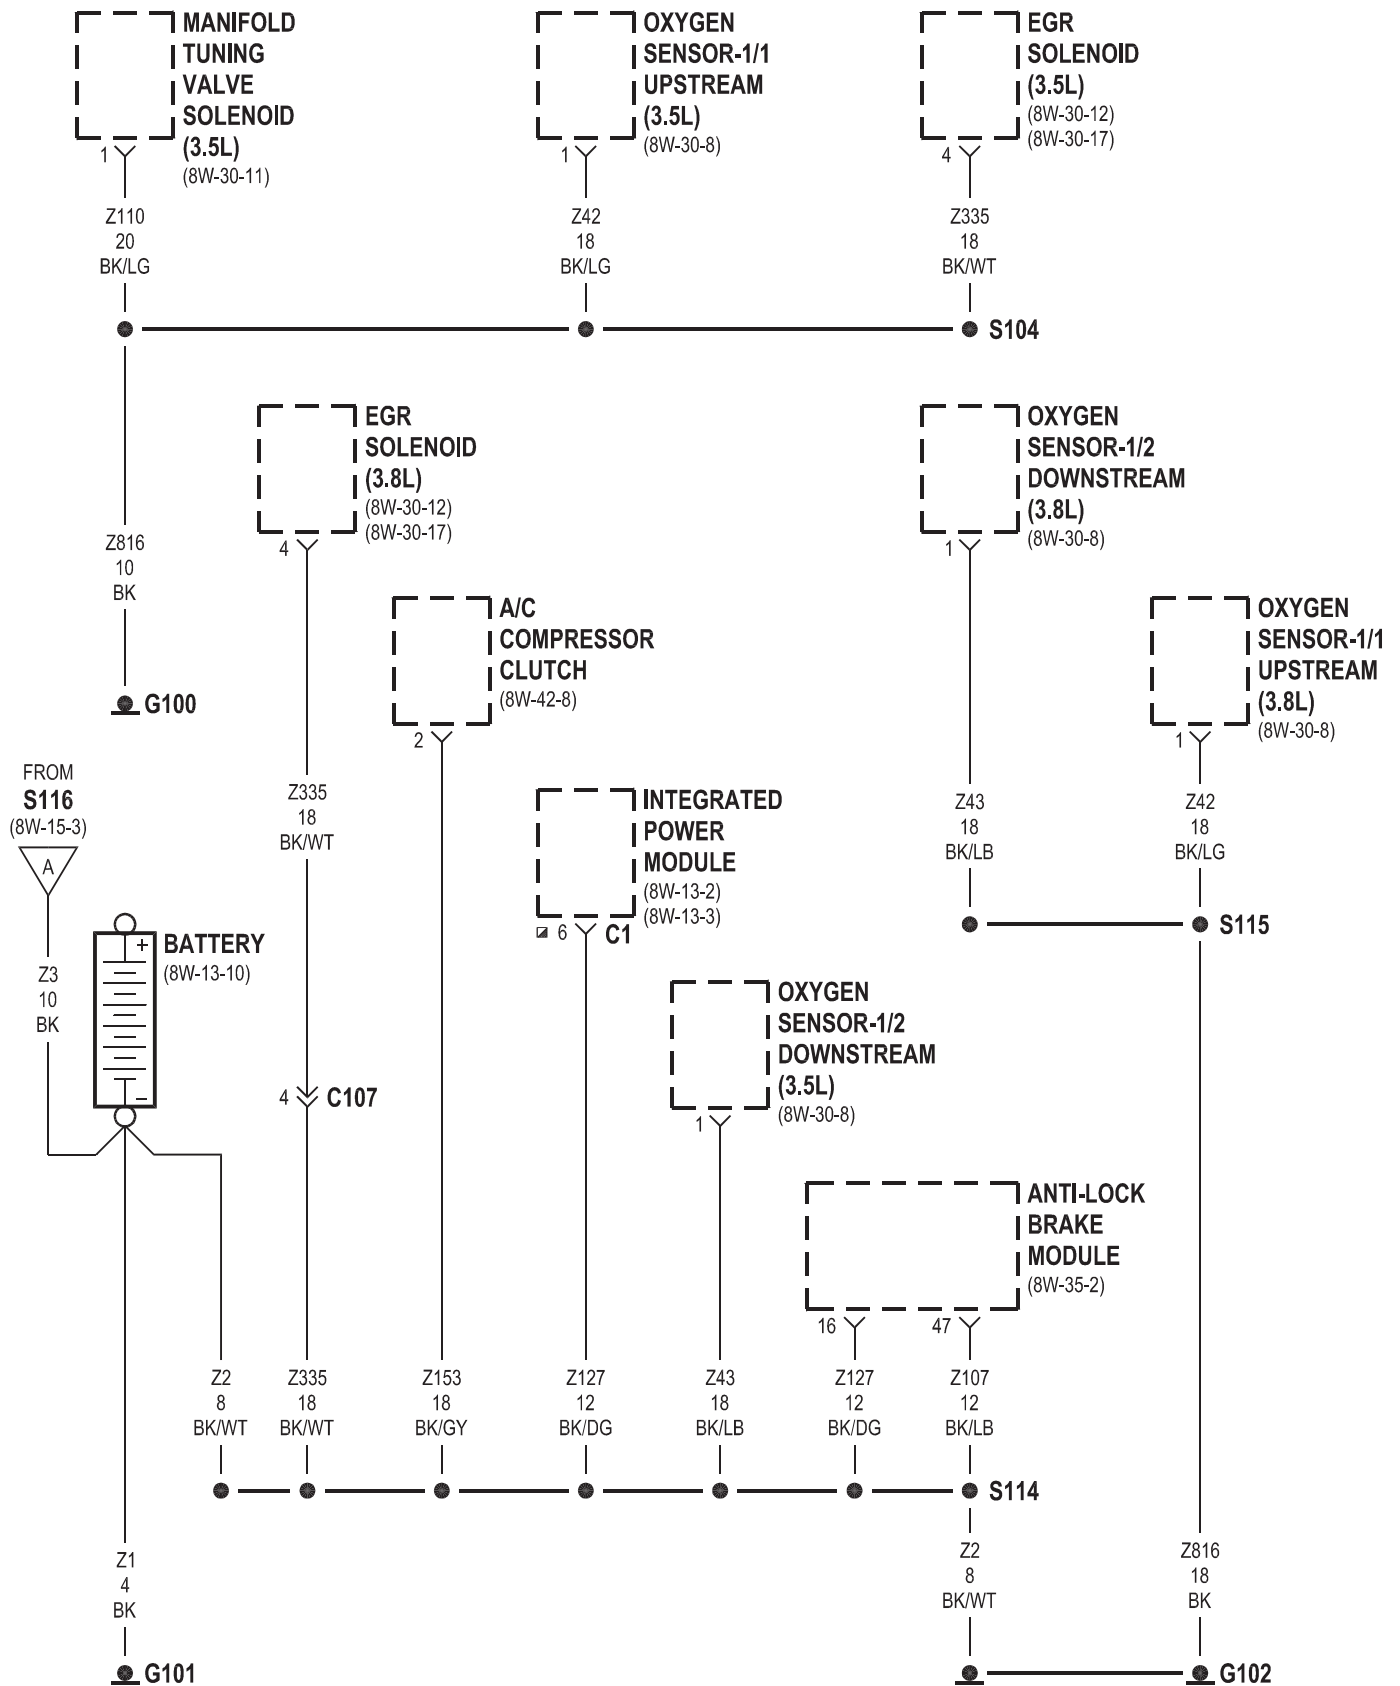 MANIFOLD
TUNING
VALVE
SOLENOID
(3.5L)
(8W-30-11)
1
Z110
20
BK/LG
OXYGEN
SENSOR-1/1
UPSTREAM
(3.5L)
(8W-30-8)
1
Z42
18
BK/LG
EGR
SOLENOID
(3.5L)
(8W-30-12)
(8W-30-17)
4
Z335
18
BK/WT
S104
Z816
10
BK
G100
EGR
SOLENOID
(3.8L)
(8W-30-12)
(8W-30-17)
4
Z335
18
BK/WT
4
C107
A/C
COMPRESSOR
CLUTCH
(8W-42-8)
2
OXYGEN
SENSOR-1/2
DOWNSTREAM
(3.8L)
(8W-30-8)
1
Z43
18
BK/LB
OXYGEN
SENSOR-1/1
UPSTREAM
(3.8L)
(8W-30-8)
1
Z42
18
BK/LG
S115
FROM
S116
(8W-15-3)
A
Z3
10
BK
+
-
BATTERY
(8W-13-10)
INTEGRATED
POWER
MODULE
(8W-13-2)
(8W-13-3)
6
C1
OXYGEN
SENSOR-1/2
DOWNSTREAM
(3.5L)
(8W-30-8)
1
ANTI-LOCK
BRAKE
MODULE
(8W-35-2)
16
47
Z2
8
BK/WT
Z335
18
BK/WT
Z153
18
BK/GY
Z127
12
BK/DG
Z43
18
BK/LB
Z127
12
BK/DG
Z107
12
BK/LB
S114
Z1
4
BK
G101
Z2
8
BK/WT
Z816
18
BK
G102